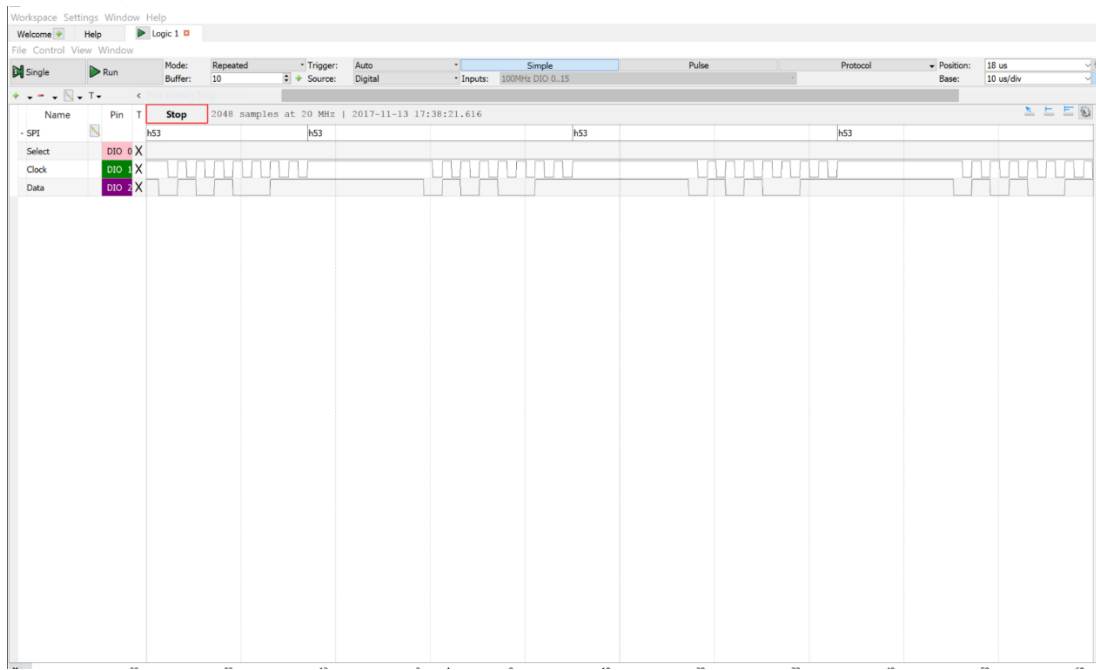 Workspace Settings Window Help
Welcome Help Logic 1
File Control View Window
Single Run Mode: Repeated Trigger: Auto Simple Pulse Protocol Position: 18 us
Buffer: 10 Source: Digital Inputs: 100MHz DIO 0..15 Base: 10 us/div
T
Name Pin T Stop 2048 samples at 20 MHz | 2017-11-13 17:38:21.616
- SPI h53 h53 h53 h53
Select DIO 0 X
Clock DIO 1 X
Data DIO 2 X